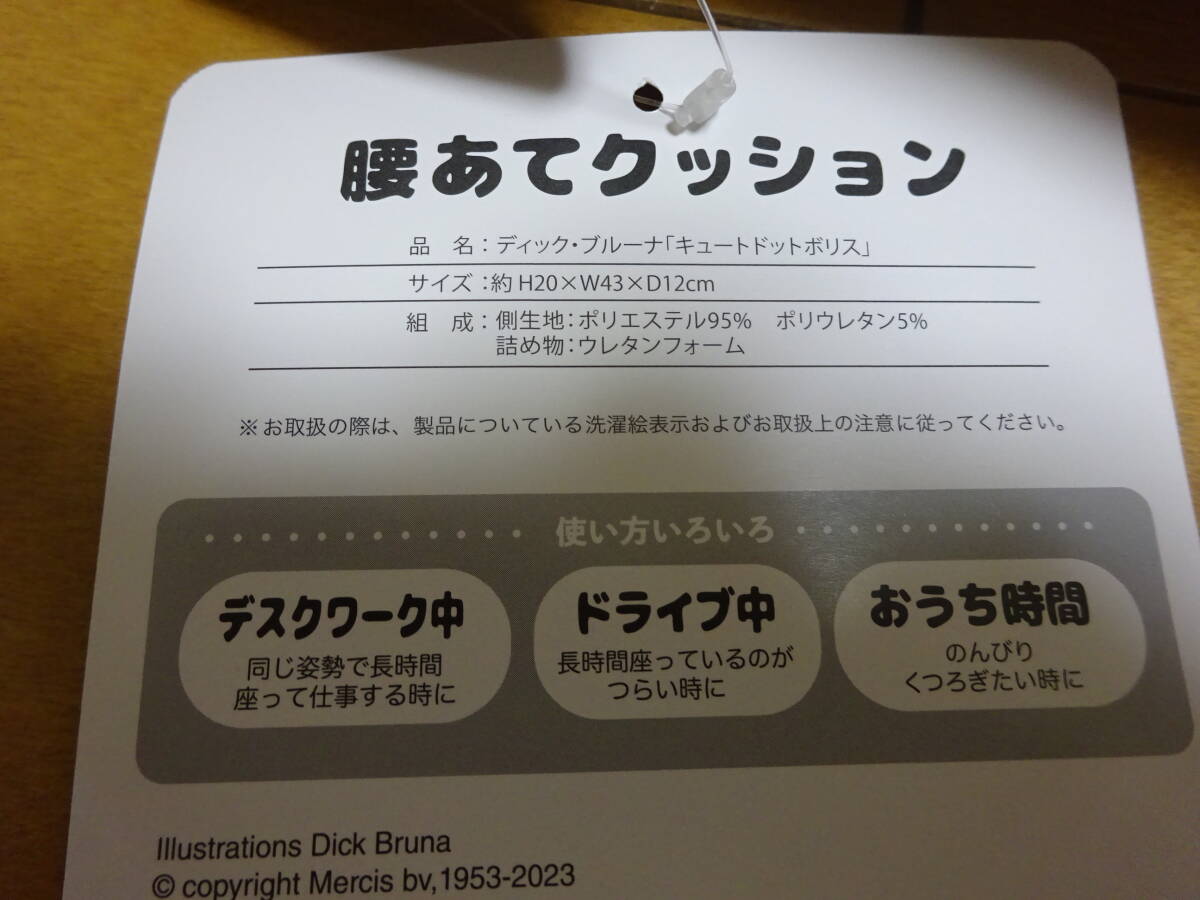 腰あてクッション
品 名：ディック・ブルーナ「キュートドットボリス」
サイズ：約 H20×W43×D12cm
組 成：側生地：ポリエステル95% ポリウレタン5%
詰め物：ウレタンフォーム
※お取扱の際は、製品についている洗濯絵表示およびお取扱上の注意に従ってください。
使い方いろいろ
デスクワーク中
同じ姿勢で長時間
座って仕事する時に
ドライブ中
長時間座っているのが
つらい時に
おうち時間
のんびり
くつろぎたい時に
Illustrations Dick Bruna
© copyright Mercis bv,1953-2023